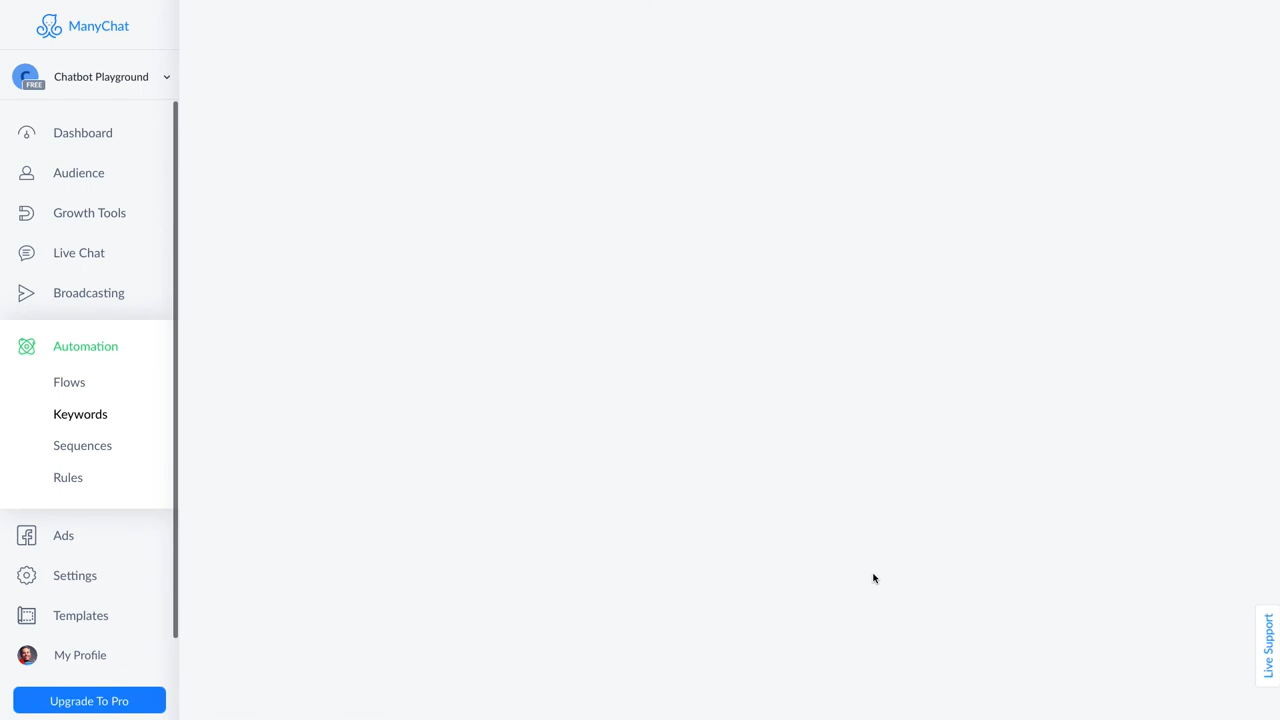 ManyChat
C
FREE
Chatbot Playground
Dashboard
Audience
Growth Tools
Live Chat
Broadcasting
Automation
Flows
Keywords
Sequences
Rules
Ads
Settings
Templates
My Profile
Upgrade To Pro
Live Support